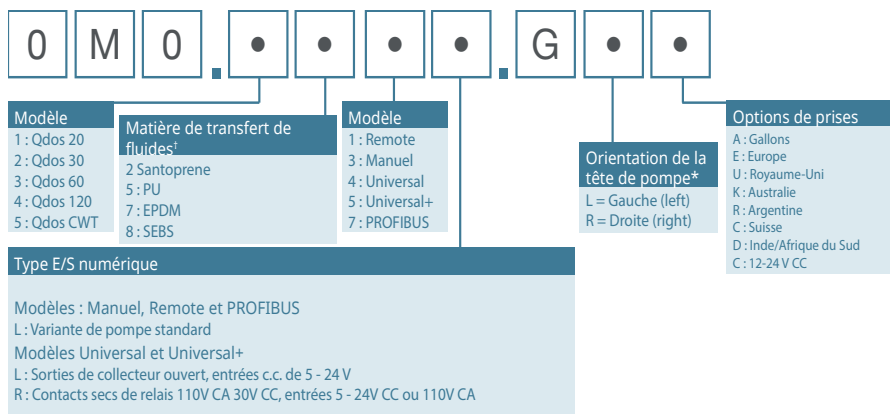 0 M 0 . • • • • . G • •
Modèle
1 : Qdos 20
2 : Qdos 30
3 : Qdos 60
4 : Qdos 120
5 : Qdos CWT
Matière de transfert de
fluides†
2 Santoprene
5 : PU
7 : EPDM
8 : SEBS
Modèle
1 : Remote
3 : Manuel
4 : Universal
5 : Universal+
7 : PROFIBUS
Orientation de la
tête de pompe*
L = Gauche (left)
R = Droite (right)
Options de prises
A : Gallons
E : Europe
U : Royaume-Uni
K : Australie
R : Argentine
C : Suisse
D : Inde/Afrique du Sud
C : 12-24 V CC
Type E/S numérique
Modèles : Manuel, Remote et PROFIBUS
L : Variante de pompe standard
Modèles Universal et Universal+
L : Sorties de collecteur ouvert, entrées c.c. de 5 - 24 V
R : Contacts secs de relais 110V CA 30V CC, entrées 5 - 24V CC ou 110V CA